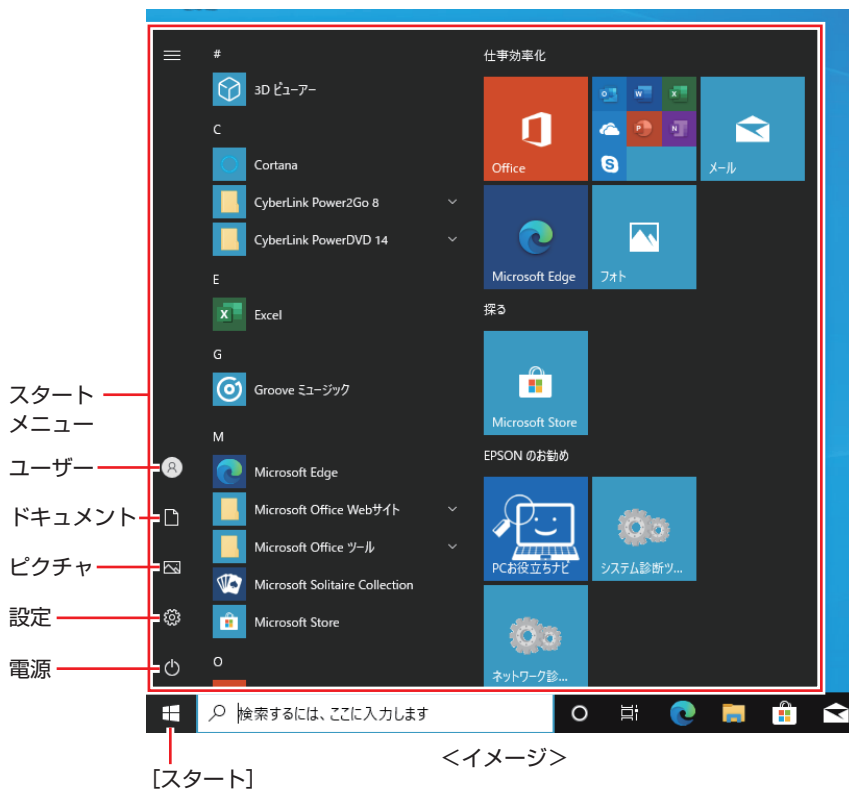 スタート
メニュー
ユーザー
ドキュメント
ピクチャ
設定
電源
#
3D ビューアー
C
Cortana
CyberLink Power2Go 8
CyberLink PowerDVD 14
E
Excel
G
Groove ミュージック
M
Microsoft Edge
Microsoft Office Webサイト
Microsoft Office ツール
Microsoft Solitaire Collection
Microsoft Store
O
仕事効率化
Office
メール
Microsoft Edge
フォト
探る
Microsoft Store
EPSON のお勧め
PCお役立ちナビ
システム診断ツ...
ネットワーク診...
検索するには、ここに入力します
[スタート]
＜イメージ＞